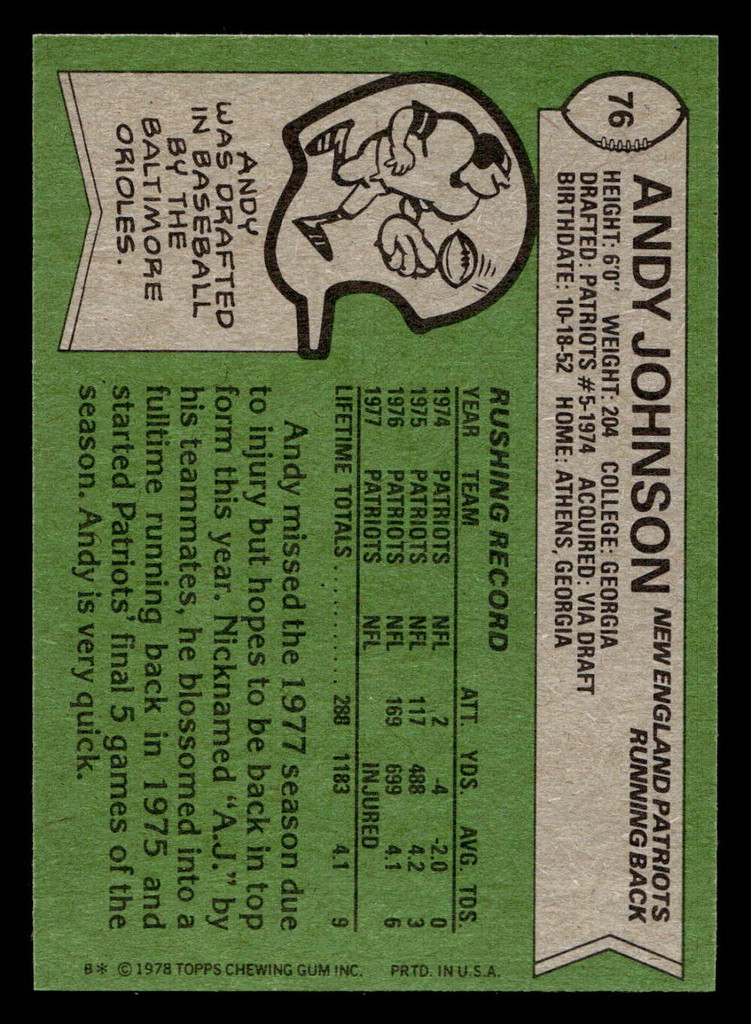 76
ANDY JOHNSON
NEW ENGLAND PATRIOTS
RUNNING BACK
HEIGHT: 6'0" WEIGHT: 204 COLLEGE: GEORGIA
DRAFTED: PATRIOTS #5-1974 ACQUIRED: VIA DRAFT
BIRTHDATE: 10-18-52 HOME: ATHENS, GEORGIA
ANDY
WAS DRAFTED
IN BASEBALL
BY THE
BALTIMORE
ORIOLES.
RUSHING RECORD
YEAR TEAM ATT. YDS. AVG. TDS.
1974 PATRIOTS NFL 2 -4 -2.0 0
1975 PATRIOTS NFL 117 488 4.2 3
1976 PATRIOTS NFL 169 699 4.1 6
1977 PATRIOTS NFL INJURED
LIFETIME TOTALS .......... 288 1183 4.1 9
Andy missed the 1977 season due
to injury but hopes to be back in top
form this year. Nicknamed "A.J." by
his teammates, he blossomed into a
fulltime running back in 1975 and
started Patriots' final 5 games of the
season. Andy is very quick.
B* © 1978 TOPPS CHEWING GUM INC. PRTD. IN U.S.A.